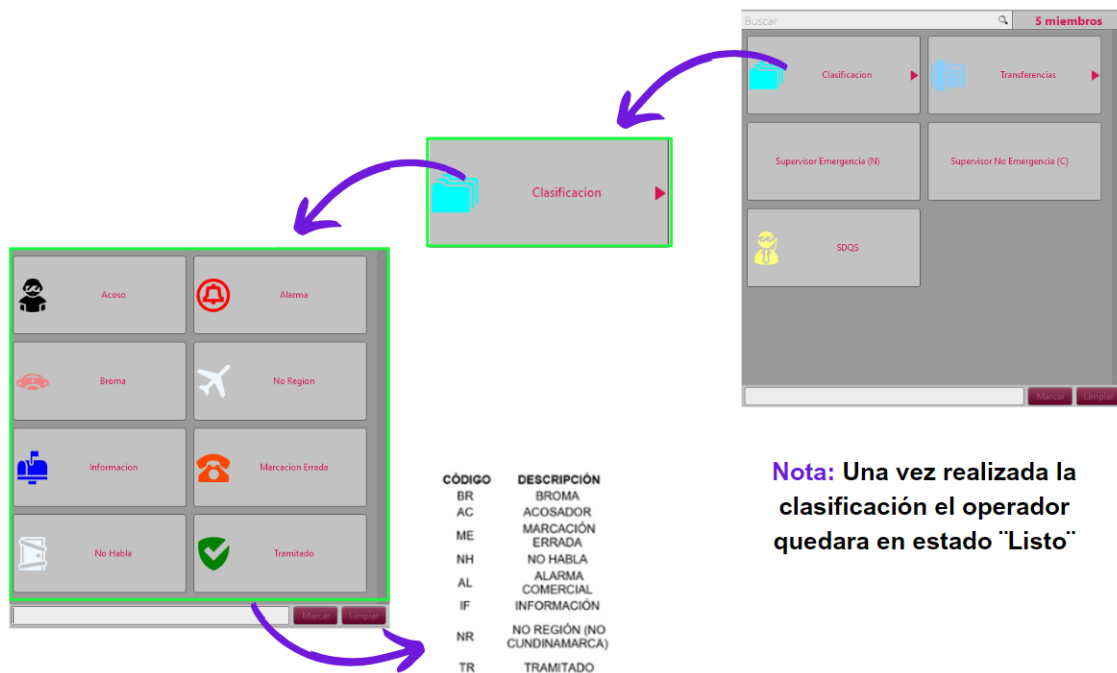 Buscar
5 miembros
Clasificacion
Transferencias
Supervisor Emergencia (N)
Supervisor No Emergencia (C)
SDQS
Marcar
Limpiar
Clasificacion
Acoso
Alarma
Broma
No Region
Informacion
Marcacion Errada
No Habla
Tramitado
Marcar
Limpiar
CÓDIGO DESCRIPCIÓN
BR BROMA
AC ACOSADOR
ME MARCACIÓN
ERRADA
NH NO HABLA
AL ALARMA
COMERCIAL
IF INFORMACIÓN
NR NO REGIÓN (NO
CUNDINAMARCA)
TR TRAMITADO
Nota: Una vez realizada la
clasificación el operador
quedara en estado ¨Listo¨